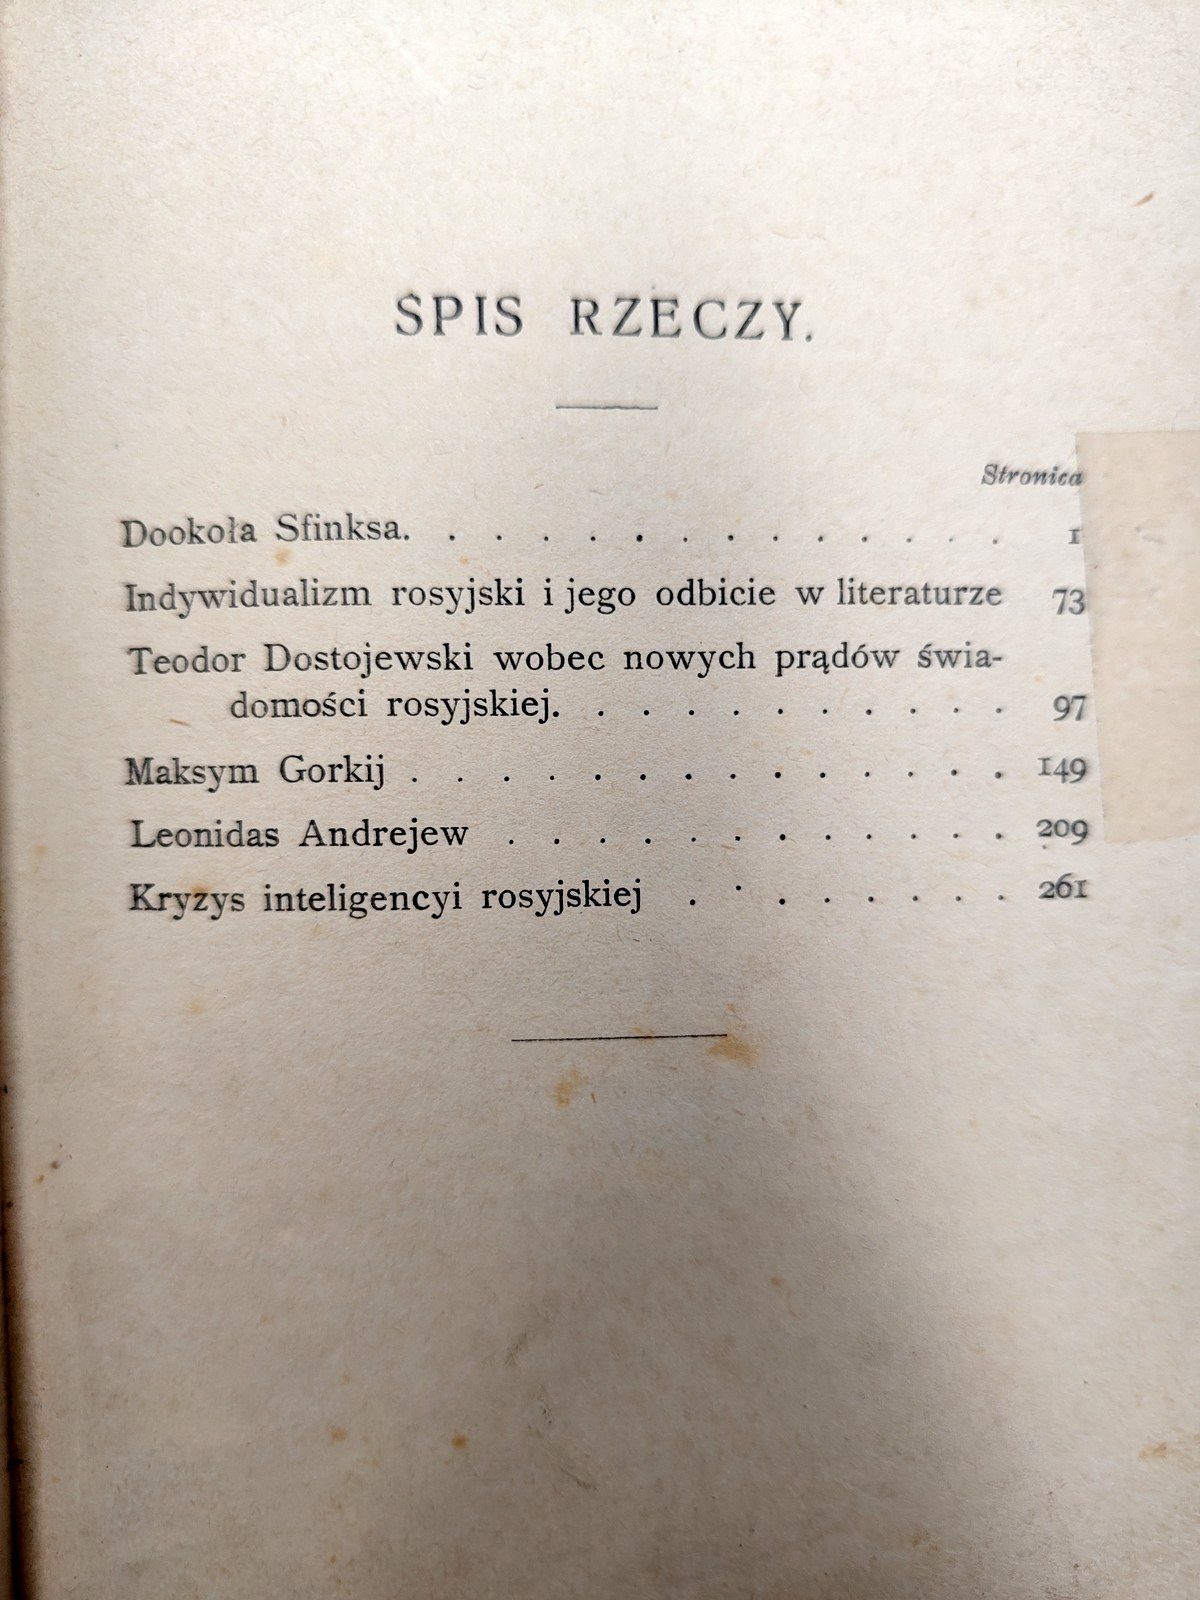 SPIS RZECZY.
Stronica
Dookoła Sfinksa. . . . . . . . . . . . . . 1
Indywidualizm rosyjski i jego odbicie w literaturze 73
Teodor Dostojewski wobec nowych prądów świa-
domości rosyjskiej. . . . . . . . . . . 97
Maksym Gorkij . . . . . . . . . . . . . . 149
Leonidas Andrejew . . . . . . . . . . . . 209
Kryzys inteligencyi rosyjskiej . . . . . . . . 261